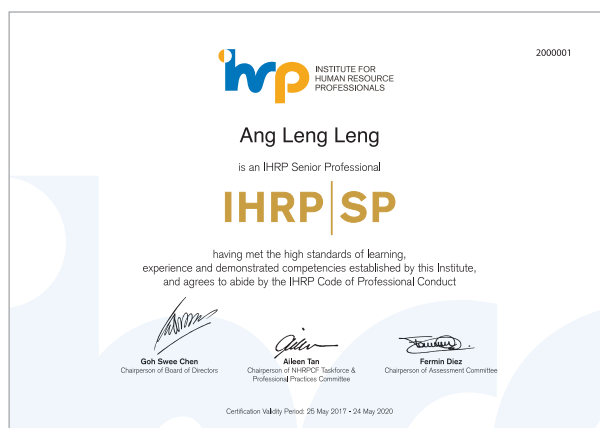 2000001
ihrp
INSTITUTE FOR
HUMAN RESOURCE
PROFESSIONALS
Ang Leng Leng
is an IHRP Senior Professional
IHRP|SP
having met the high standards of learning,
experience and demonstrated competencies established by this Institute,
and agrees to abide by the IHRP Code of Professional Conduct
Goh Swee Chen
Chairperson of Board of Directors
Aileen Tan
Chairperson of NHRPCF Taskforce &
Professional Practices Committee
Fermin Diez
Chairperson of Assessment Committee
Certification Validity Period: 25 May 2017 - 24 May 2020